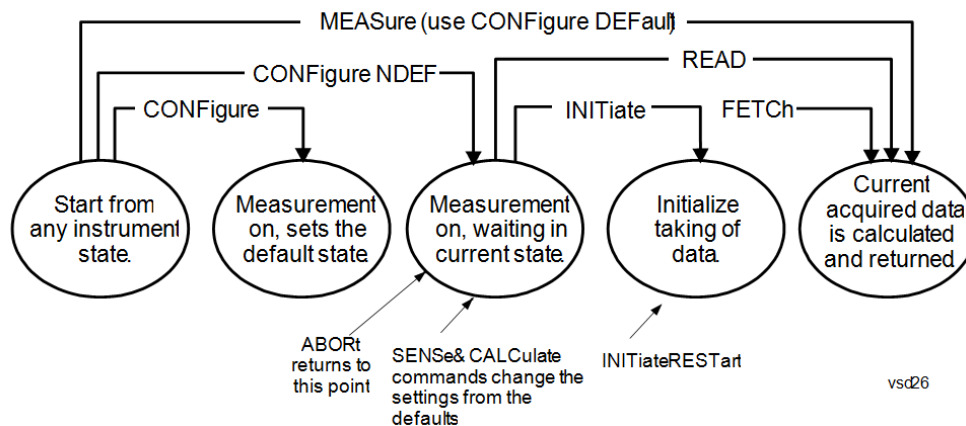 MEASure (use CONFigure DEFault)
CONFigure NDEF
READ
CONFigure
INITiate
FETCh
Start from
any instrument
state.
Measurement
on, sets the
default state.
Measurement
on, waiting in
current state.
Initialize
taking of
data.
Current
acquired data
is calculated
and returned
ABORt
returns to
this point
SENSe& CALCulate
commands change the
settings from the
defaults
INITiateRESTart
vsd26